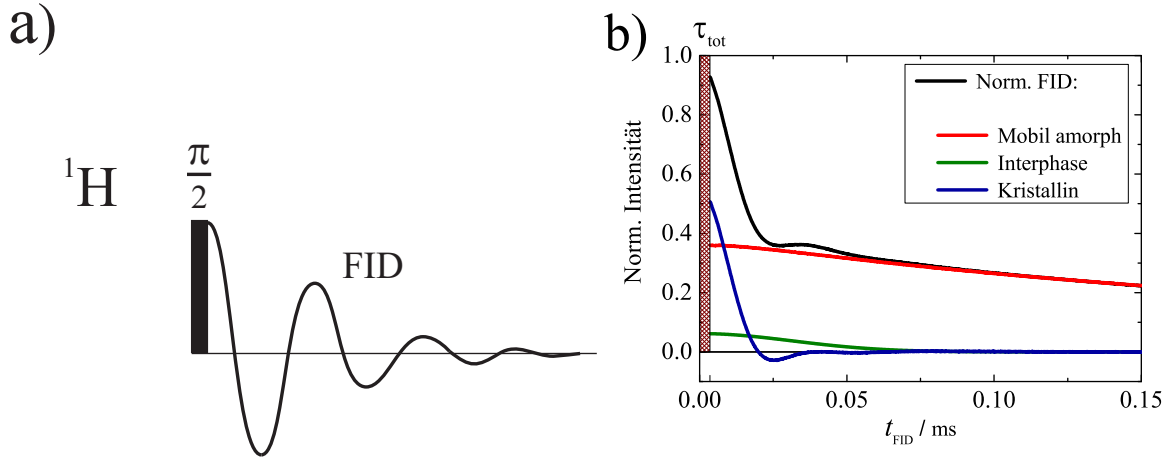 a)
¹H
π
2
FID
b)
τtot
Norm. FID:
Mobil amorph
Interphase
Kristallin
Norm. Intensität
1.0
0.8
0.6
0.4
0.2
0.0
0.00
0.05
0.10
0.15
tFID / ms